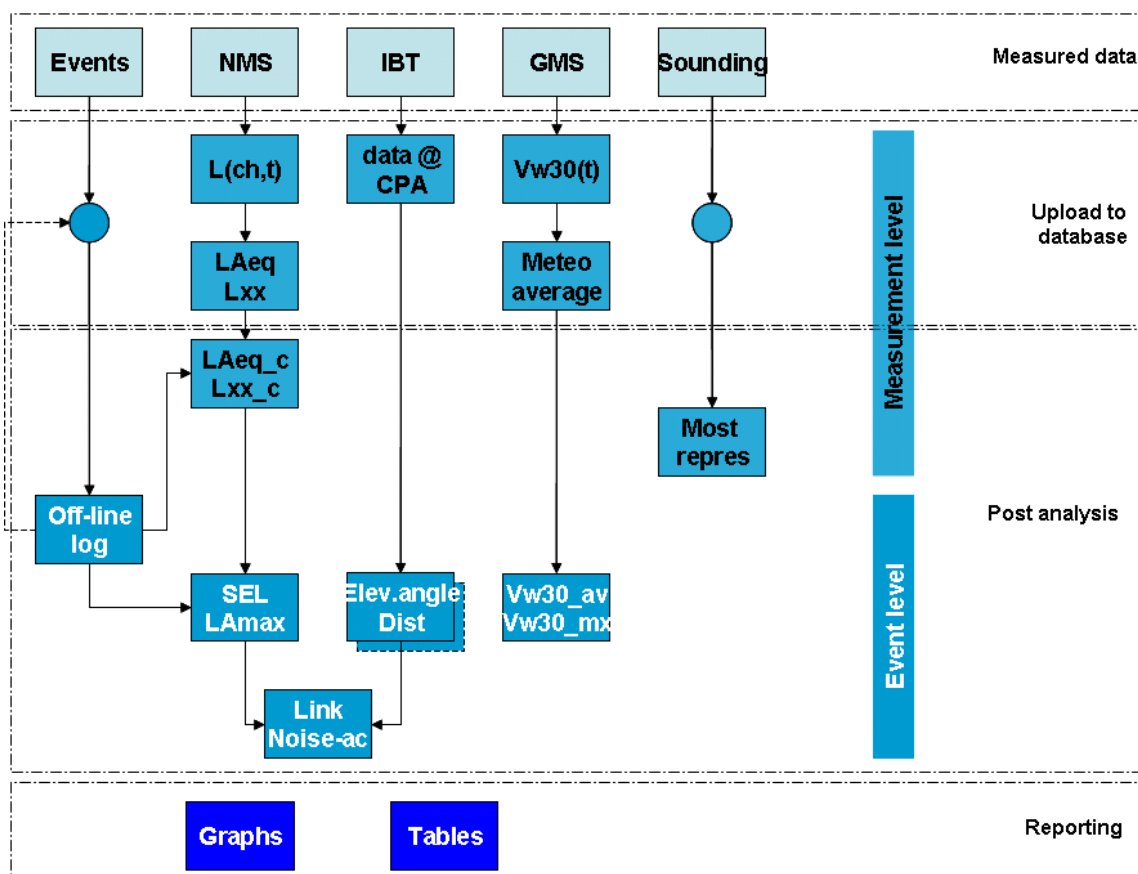 Events
NMS
IBT
GMS
Sounding
Measured data
L(ch,t)
data @
CPA
Vw30(t)
Upload to
database
LAeq
Lxx
Meteo
average
Measurement level
LAeq_c
Lxx_c
Most
repres
Off-line
log
Post analysis
SEL
LAmax
Elev.angle
Dist
Vw30_av
Vw30_mx
Event level
Link
Noise-ac
Graphs
Tables
Reporting